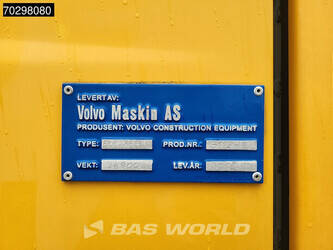 70298080
LEVERT AV:
Volvo Maskin AS
PRODUSENT: VOLVO CONSTRUCTION EQUIPMENT
TYPE: PROD.NR.:
VEKT: LEV.ÅR:
BAS WORLD